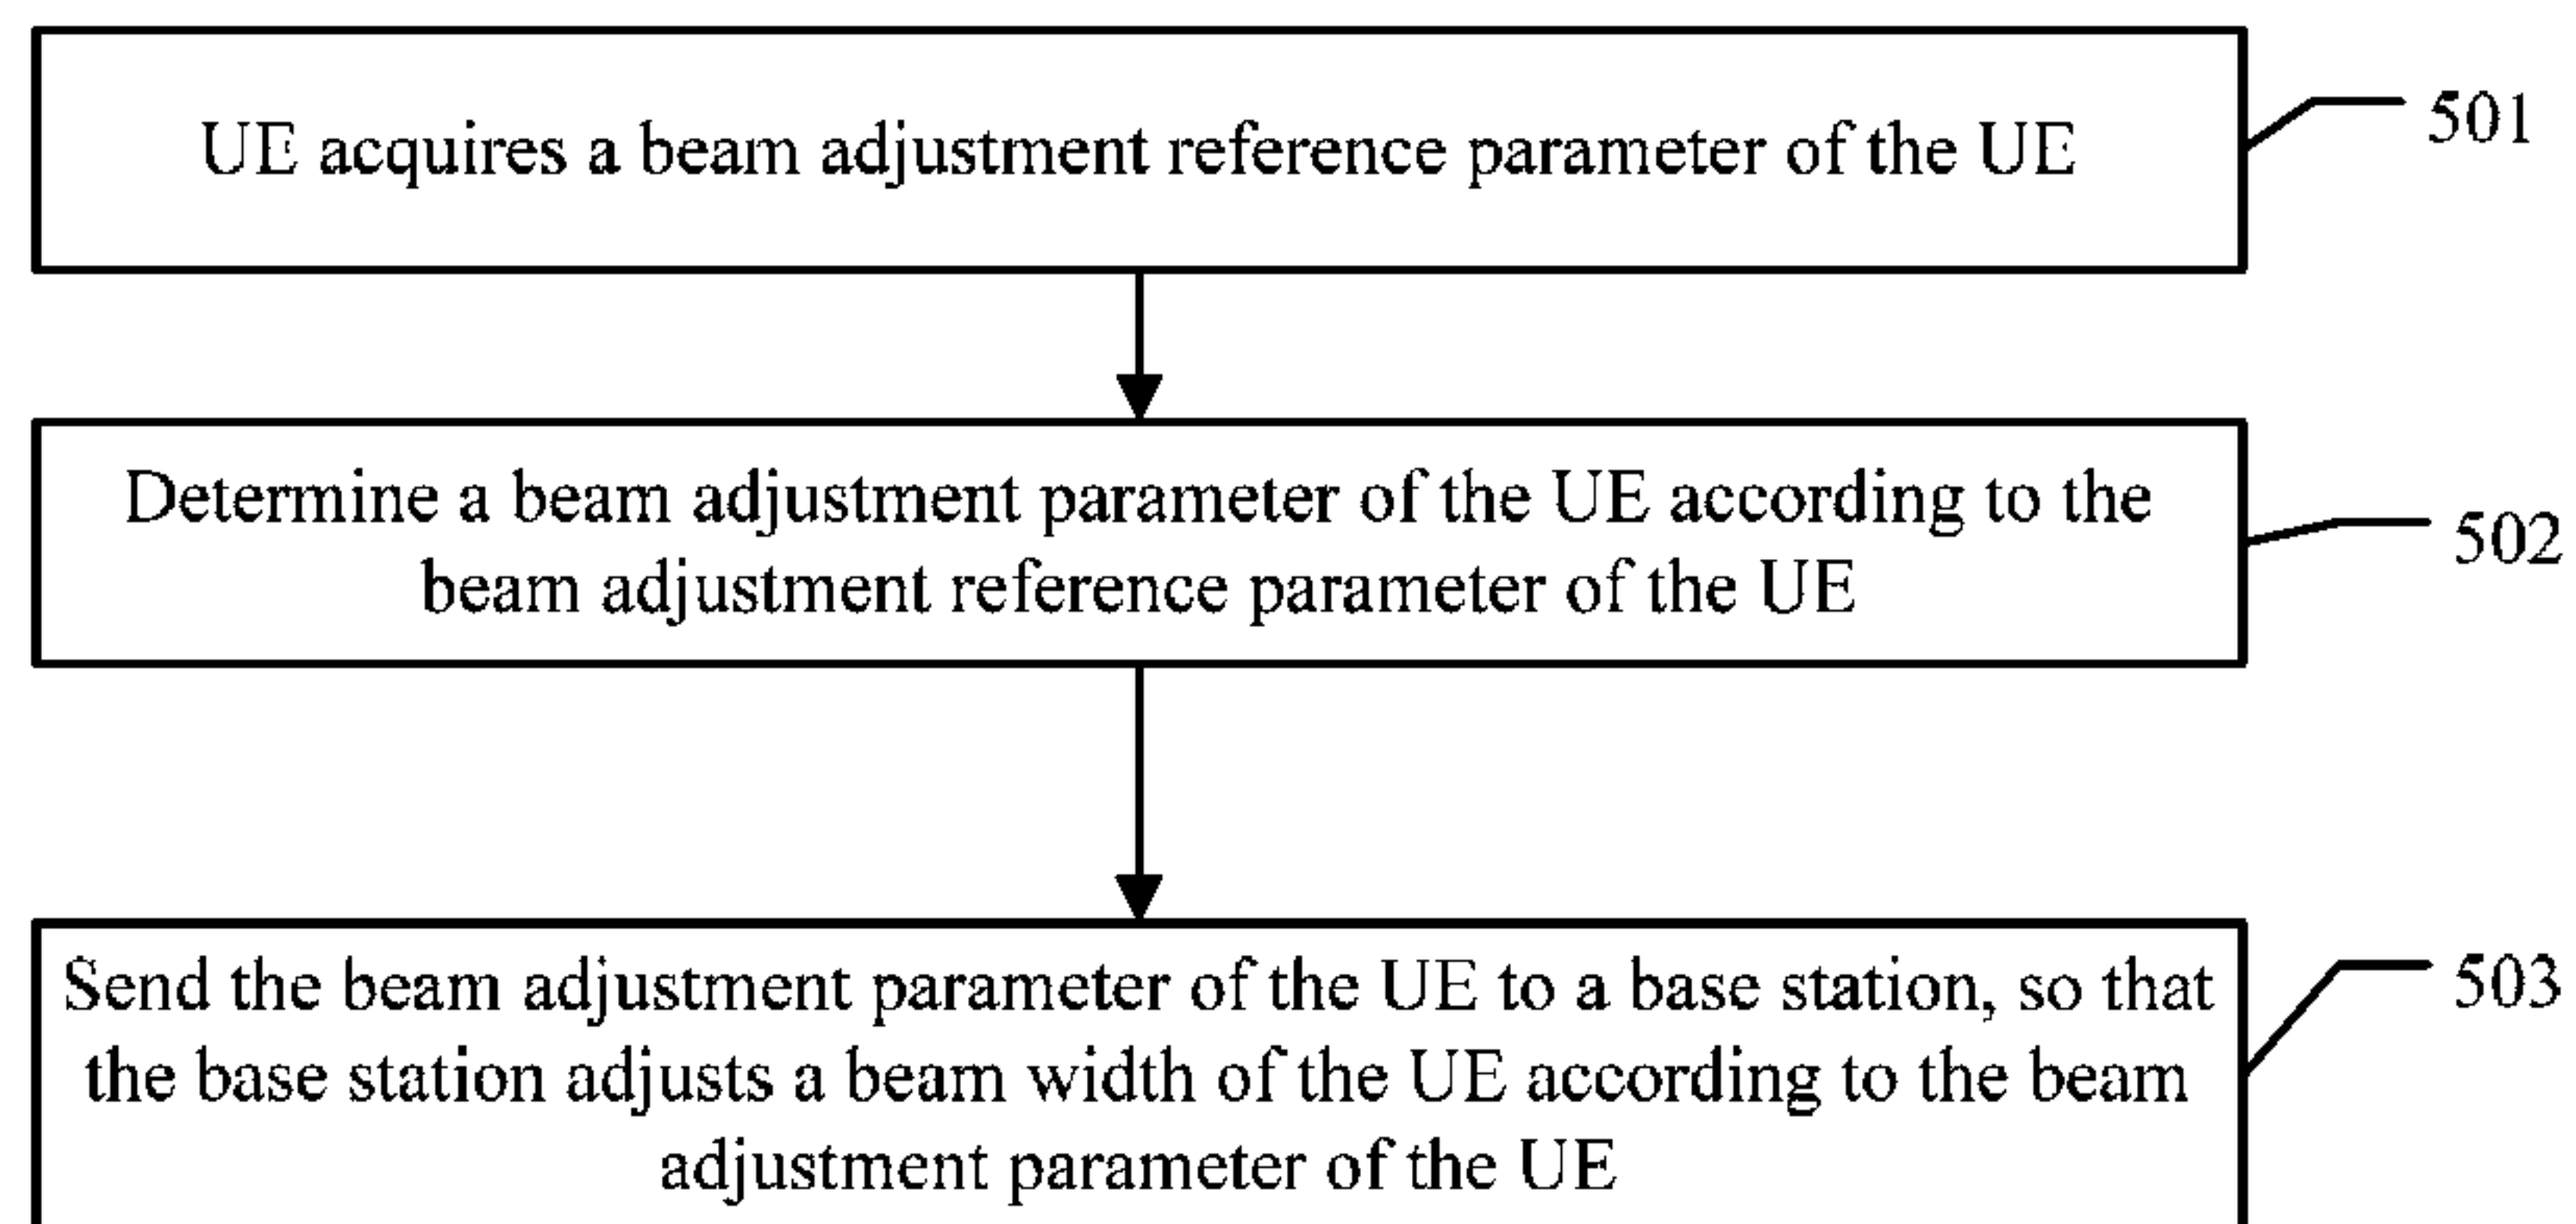 UE acquires a beam adjustment reference parameter of the UE
501
Determine a beam adjustment parameter of the UE according to the
beam adjustment reference parameter of the UE
502
Send the beam adjustment parameter of the UE to a base station, so that
the base station adjusts a beam width of the UE according to the beam
adjustment parameter of the UE
503